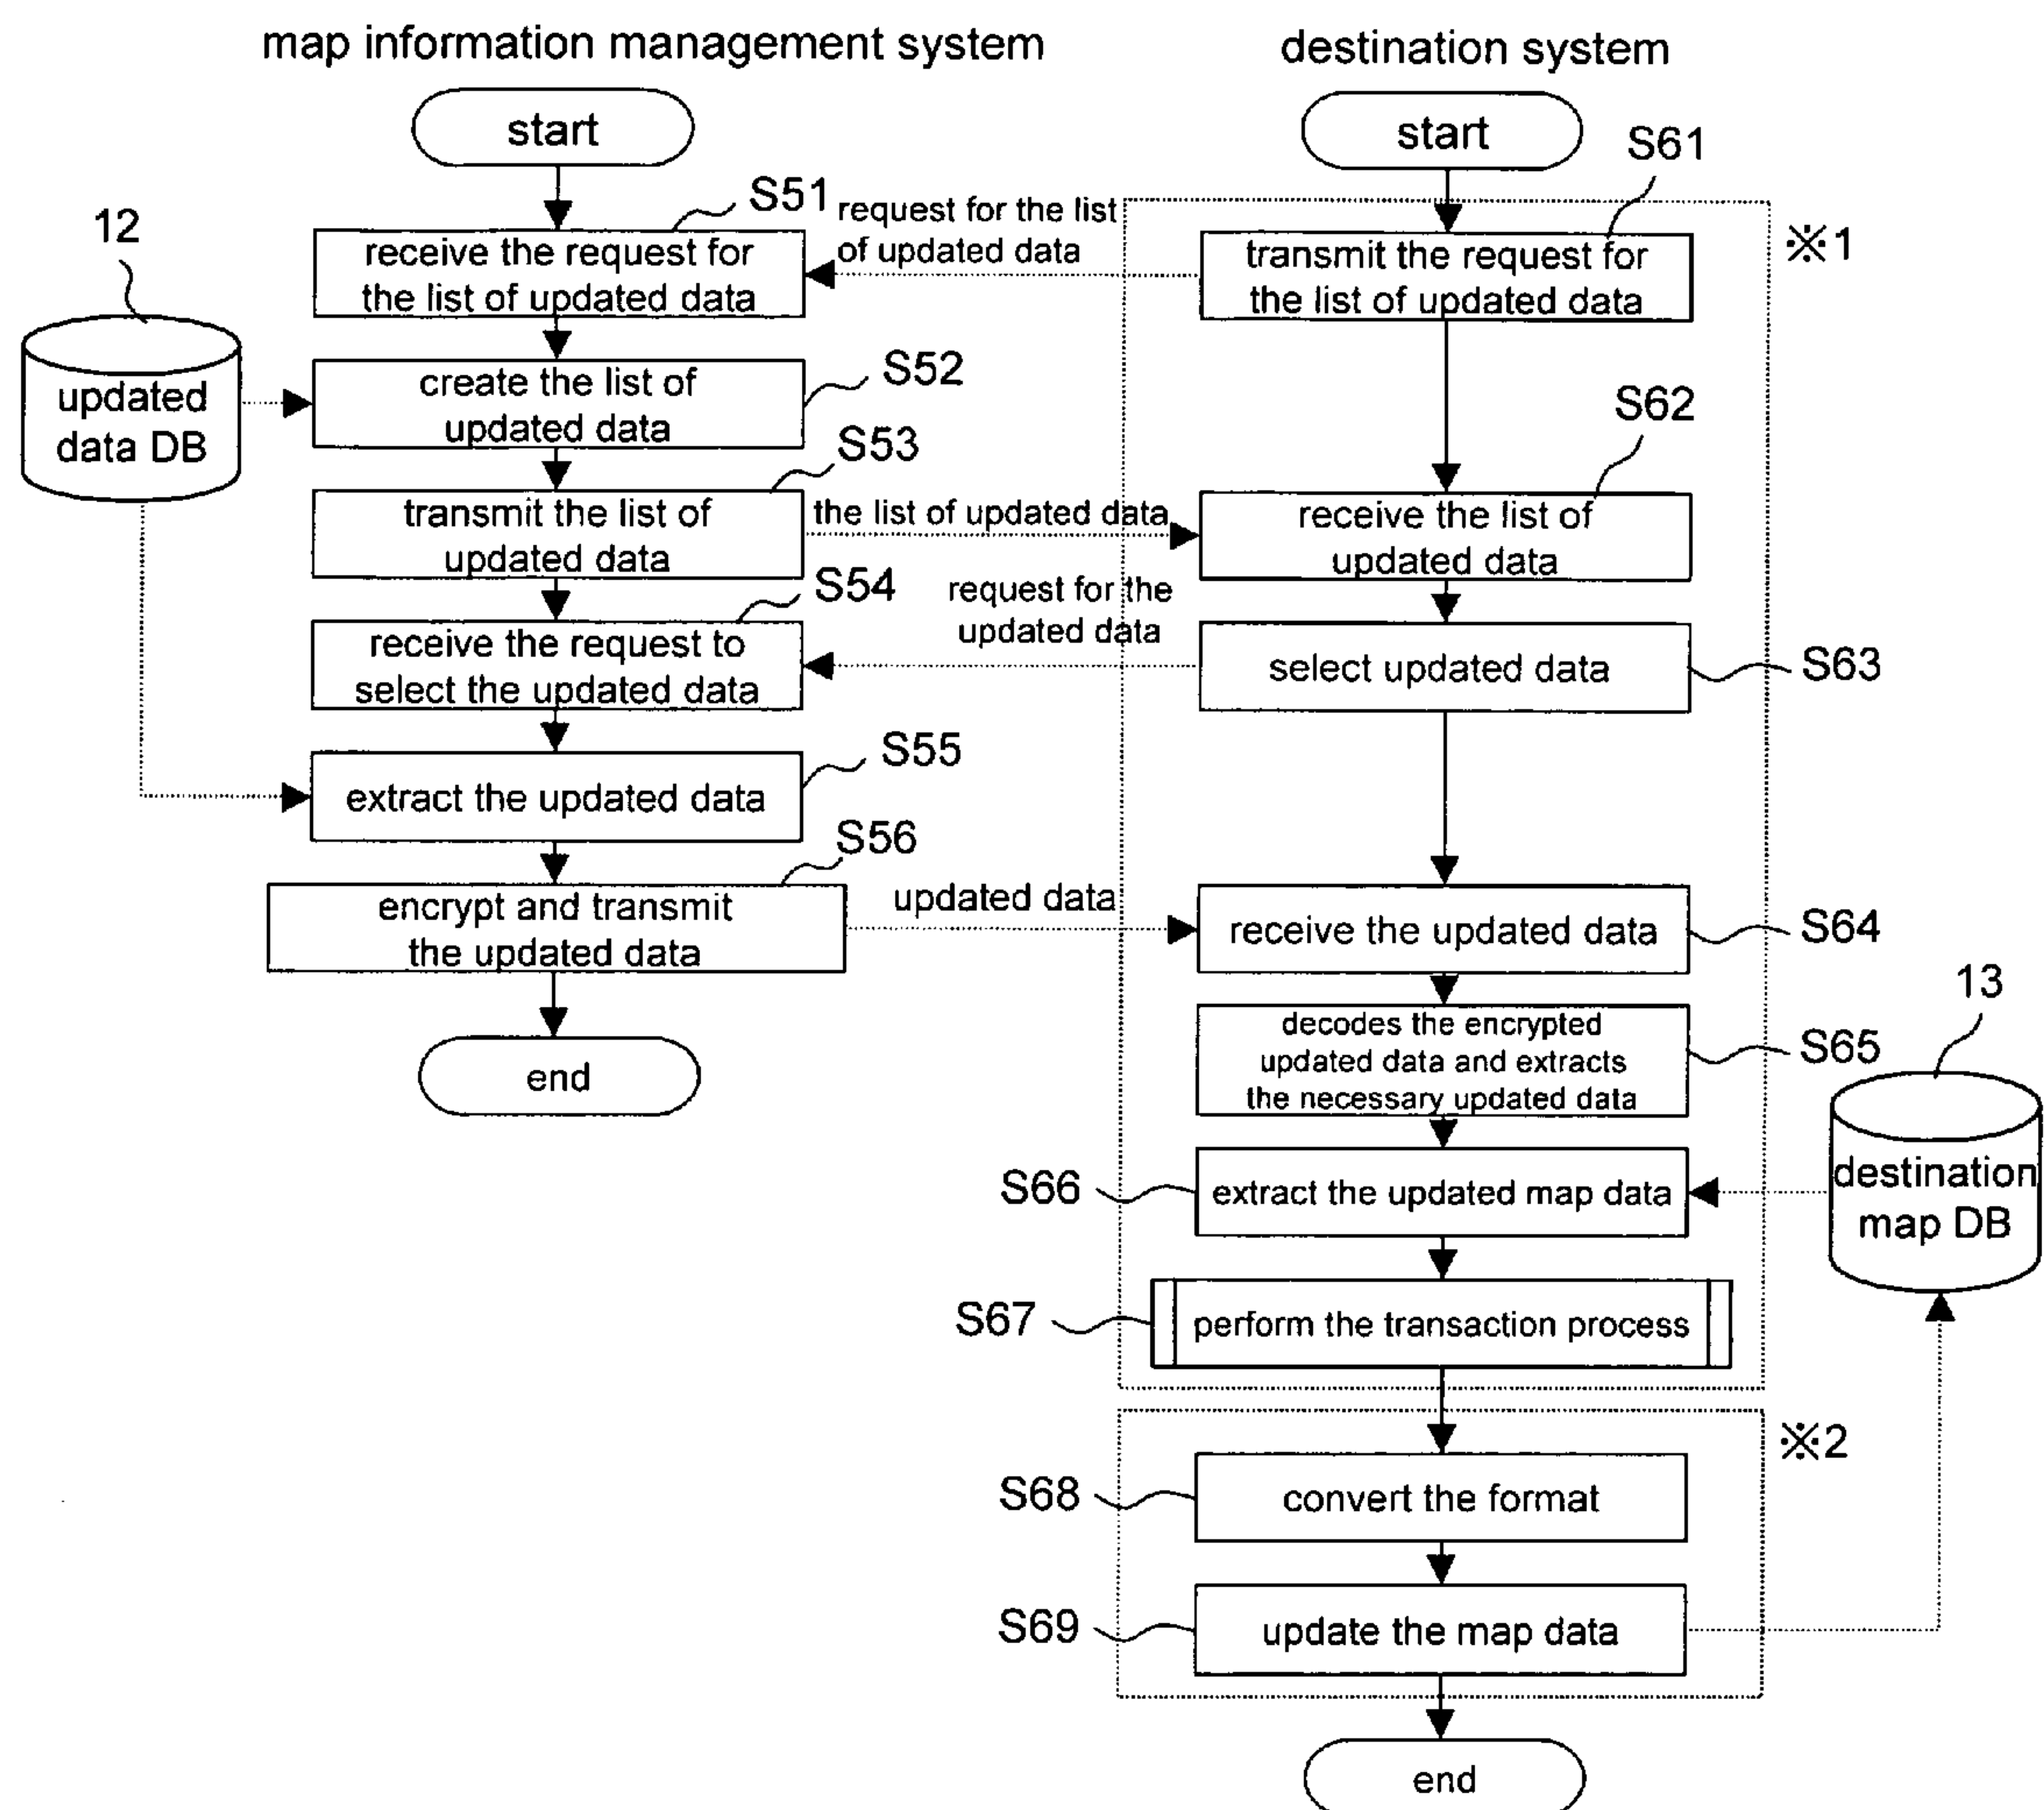 map information management system
destination system
start
start
S61
S51
request for the list
of updated data
※1
12
receive the request for
the list of updated data
transmit the request for
the list of updated data
updated
data DB
create the list of
updated data
S52
S62
S53
transmit the list of
updated data
the list of updated data
receive the list of
updated data
S54
request for the
updated data
receive the request to
select the updated data
select updated data
S63
S55
extract the updated data
S56
encrypt and transmit
the updated data
updated data
receive the updated data
S64
end
decodes the encrypted
updated data and extracts
the necessary updated data
S65
13
S66
extract the updated map data
destination
map DB
S67
perform the transaction process
※2
S68
convert the format
S69
update the map data
end